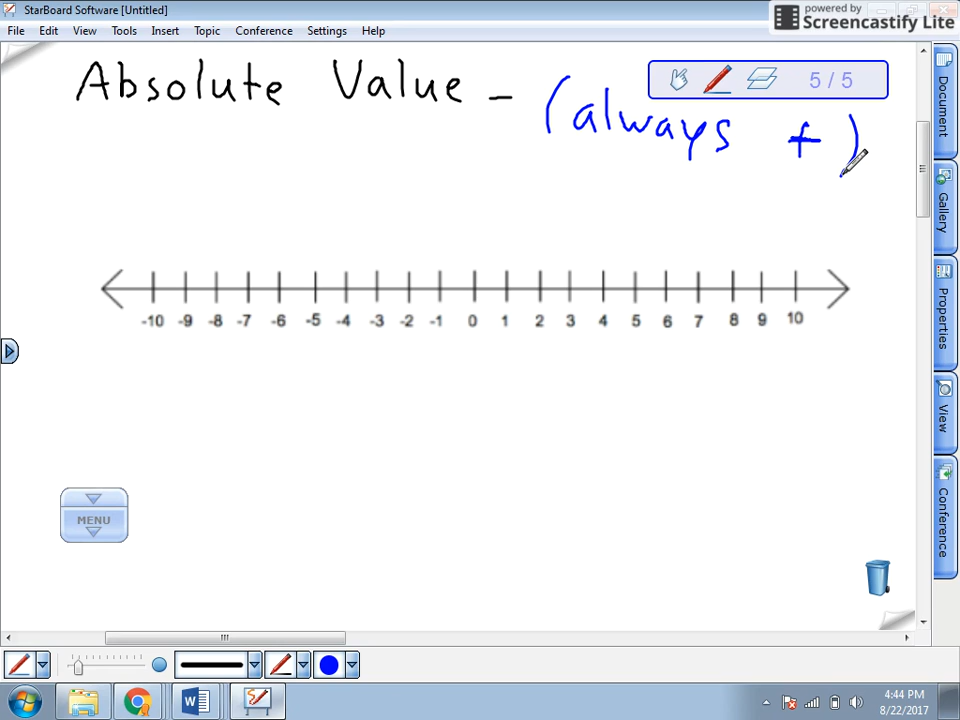 StarBoard Software [Untitled]
powered by
Screencastify Lite
File Edit View Tools Insert Topic Conference Settings Help
Absolute Value - (always +)
5 / 5
-10 -9 -8 -7 -6 -5 -4 -3 -2 -1 0 1 2 3 4 5 6 7 8 9 10
MENU
Document
Gallery
Properties
View
Conference
4:44 PM
8/22/2017